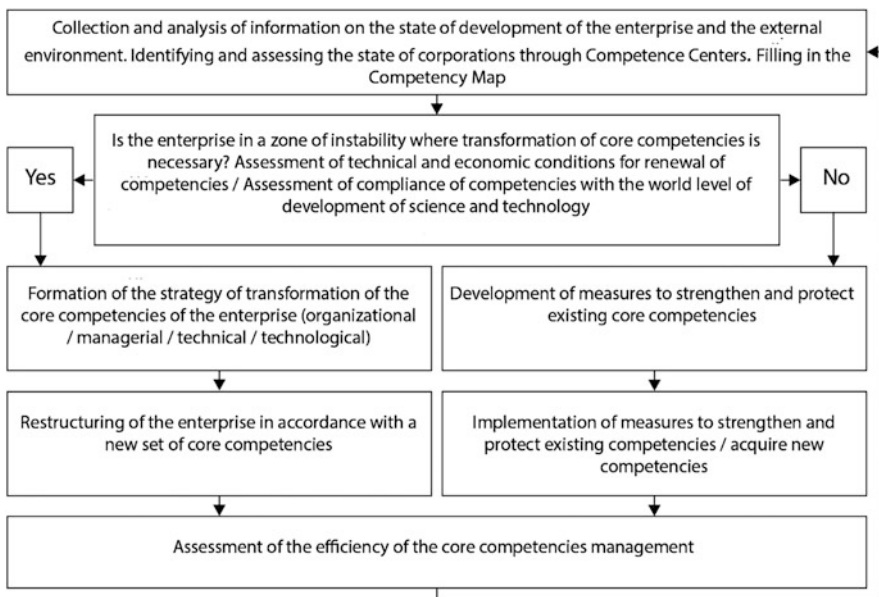 Collection and analysis of information on the state of development of the enterprise and the external
environment. Identifying and assessing the state of corporations through Competence Centers. Filling in the
Competency Map
Is the enterprise in a zone of instability where transformation of core competencies is
necessary? Assessment of technical and economic conditions for renewal of
competencies / Assessment of compliance of competencies with the world level of
development of science and technology
Yes
No
Formation of the strategy of transformation of the
core competencies of the enterprise (organizational
/ managerial / technical / technological)
Development of measures to strengthen and protect
existing core competencies
Restructuring of the enterprise in accordance with a
new set of core competencies
Implementation of measures to strengthen and
protect existing competencies / acquire new
competencies
Assessment of the efficiency of the core competencies management